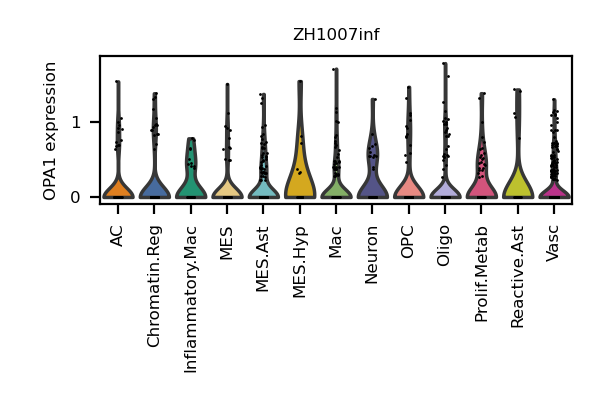 ZH1007inf
OPA1 expression
1
0
AC
Chromatin.Reg
Inflammatory.Mac
MES
MES.Ast
MES.Hyp
Mac
Neuron
OPC
Oligo
Prolif.Metab
Reactive.Ast
Vasc